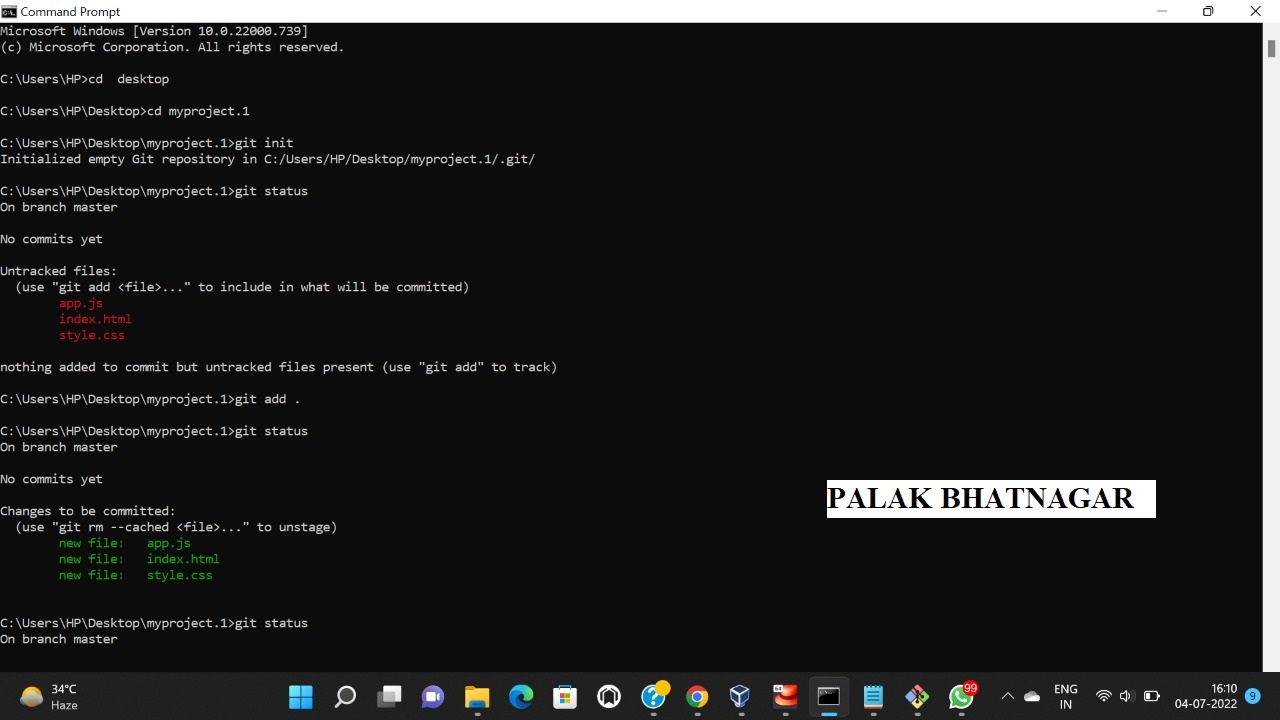 Command Prompt
Microsoft Windows [Version 10.0.22000.739]
(c) Microsoft Corporation. All rights reserved.
C:\Users\HP>cd  desktop
C:\Users\HP\Desktop>cd myproject.1
C:\Users\HP\Desktop\myproject.1>git init
Initialized empty Git repository in C:/Users/HP/Desktop/myproject.1/.git/
C:\Users\HP\Desktop\myproject.1>git status
On branch master
No commits yet
Untracked files:
  (use "git add <file>..." to include in what will be committed)
        app.js
        index.html
        style.css
nothing added to commit but untracked files present (use "git add" to track)
C:\Users\HP\Desktop\myproject.1>git add .
C:\Users\HP\Desktop\myproject.1>git status
On branch master
No commits yet
PALAK BHATNAGAR
Changes to be committed:
  (use "git rm --cached <file>..." to unstage)
        new file:   app.js
        new file:   index.html
        new file:   style.css
C:\Users\HP\Desktop\myproject.1>git status
On branch master
34°C
Haze
99
ENG
IN
16:10
04-07-2022
9